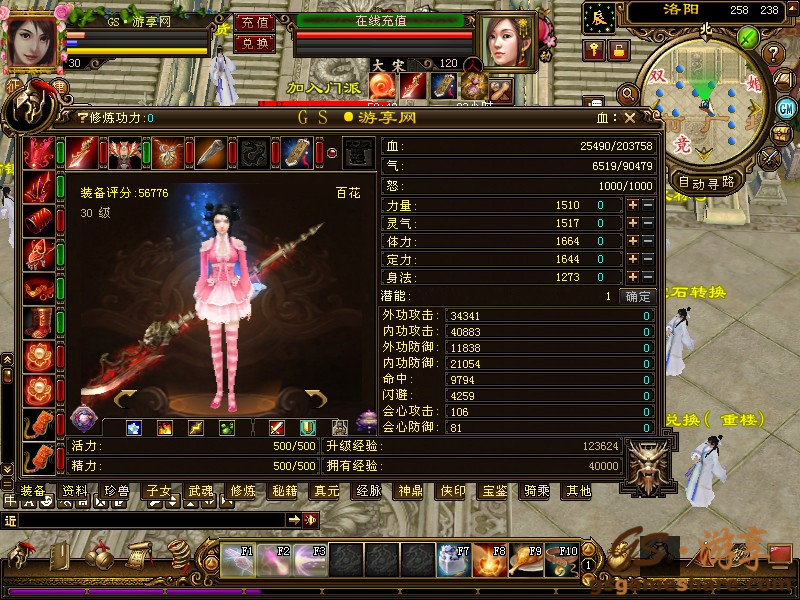 GS·游享网
充值
兑换
在线充值
30
大宋
120
加入门派
辰
洛阳 258 238
北
双
婚
竞
GM
自动寻路
修炼功力:0
GS ●游享网
血:
血: 25490/203758
气: 6519/90479
怒: 1000/1000
装备评分:56776
百花
30 级
力量: 1510 0
灵气: 1517 0
体力: 1664 0
定力: 1644 0
身法: 1273 0
潜能: 1 确定
石转换
外功攻击: 34341 0
内功攻击: 40883 0
外功防御: 11838 0
内功防御: 21054 0
命中: 9794 0
闪避: 4259 0
会心攻击: 106 0
会心防御: 81 0
兑换(重楼)
活力: 500/500
升级经验: 123624
精力: 500/500
拥有经验: 40000
装备 资料 珍兽 子女 武魂 修炼 秘籍 真元 经脉 神鼎 侠印 宝鉴 骑乘 其他
近
F1 F2 F3 F7 F8 F9 F10
1
GS·游享